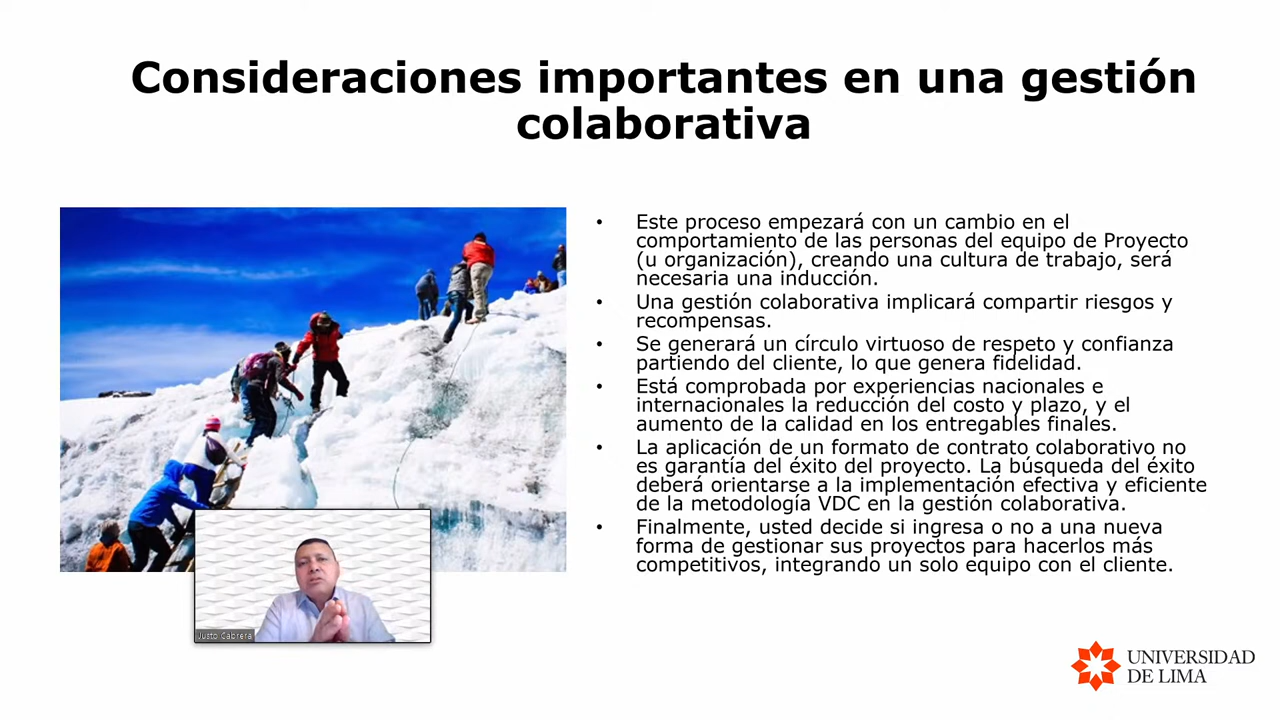 Consideraciones importantes en una gestión
colaborativa
• Este proceso empezará con un cambio en el
comportamiento de las personas del equipo de Proyecto
(u organización), creando una cultura de trabajo, será
necesaria una inducción.
• Una gestión colaborativa implicará compartir riesgos y
recompensas.
• Se generará un círculo virtuoso de respeto y confianza
partiendo del cliente, lo que genera fidelidad.
• Está comprobada por experiencias nacionales e
internacionales la reducción del costo y plazo, y el
aumento de la calidad en los entregables finales.
• La aplicación de un formato de contrato colaborativo no
es garantía del éxito del proyecto. La búsqueda del éxito
deberá orientarse a la implementación efectiva y eficiente
de la metodología VDC en la gestión colaborativa.
• Finalmente, usted decide si ingresa o no a una nueva
forma de gestionar sus proyectos para hacerlos más
competitivos, integrando un solo equipo con el cliente.
Justo Cabrera
UNIVERSIDAD
DE LIMA